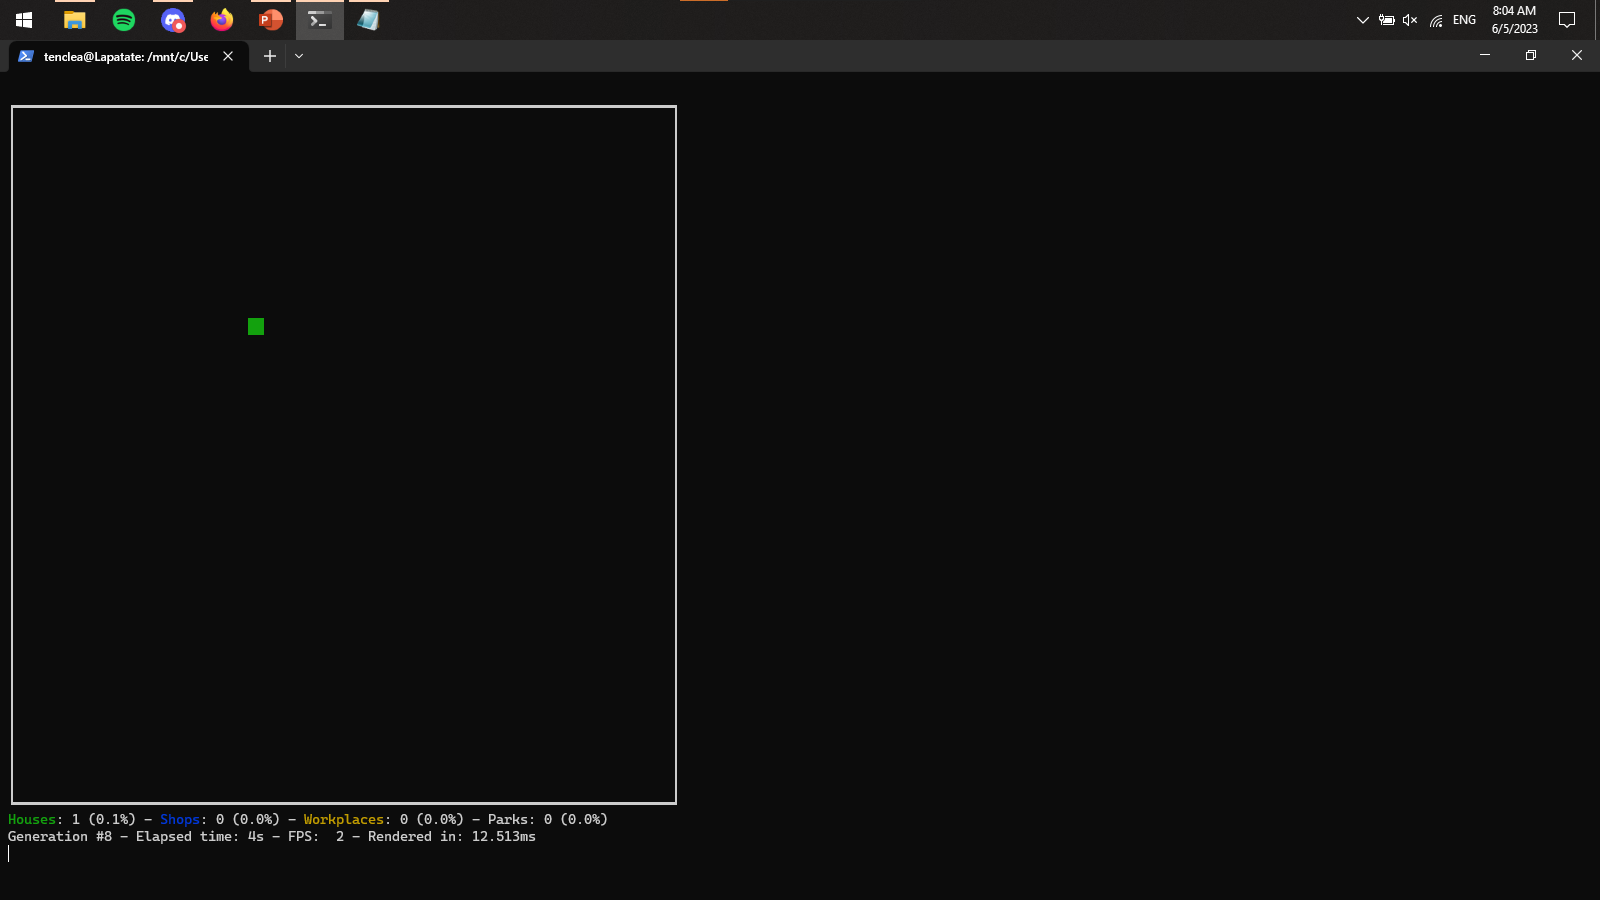 ENG
8:04 AM
6/5/2023
tenclea@Lapatate: /mnt/c/Use
Houses: 1 (0.1%) - Shops: 0 (0.0%) - Workplaces: 0 (0.0%) - Parks: 0 (0.0%)
Generation #8 - Elapsed time: 4s - FPS:  2 - Rendered in: 12.513ms